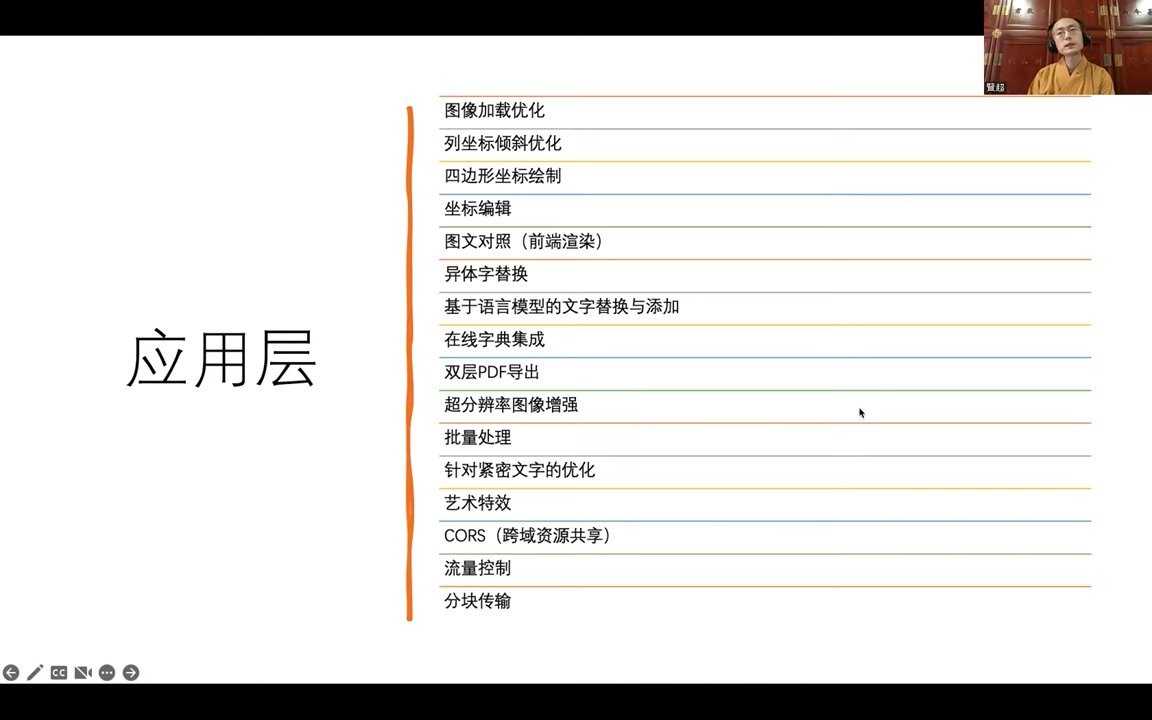 賢超
应用层
图像加载优化
列坐标倾斜优化
四边形坐标绘制
坐标编辑
图文对照（前端渲染）
异体字替换
基于语言模型的文字替换与添加
在线字典集成
双层PDF导出
超分辨率图像增强
批量处理
针对紧密文字的优化
艺术特效
CORS（跨域资源共享）
流量控制
分块传输
CC